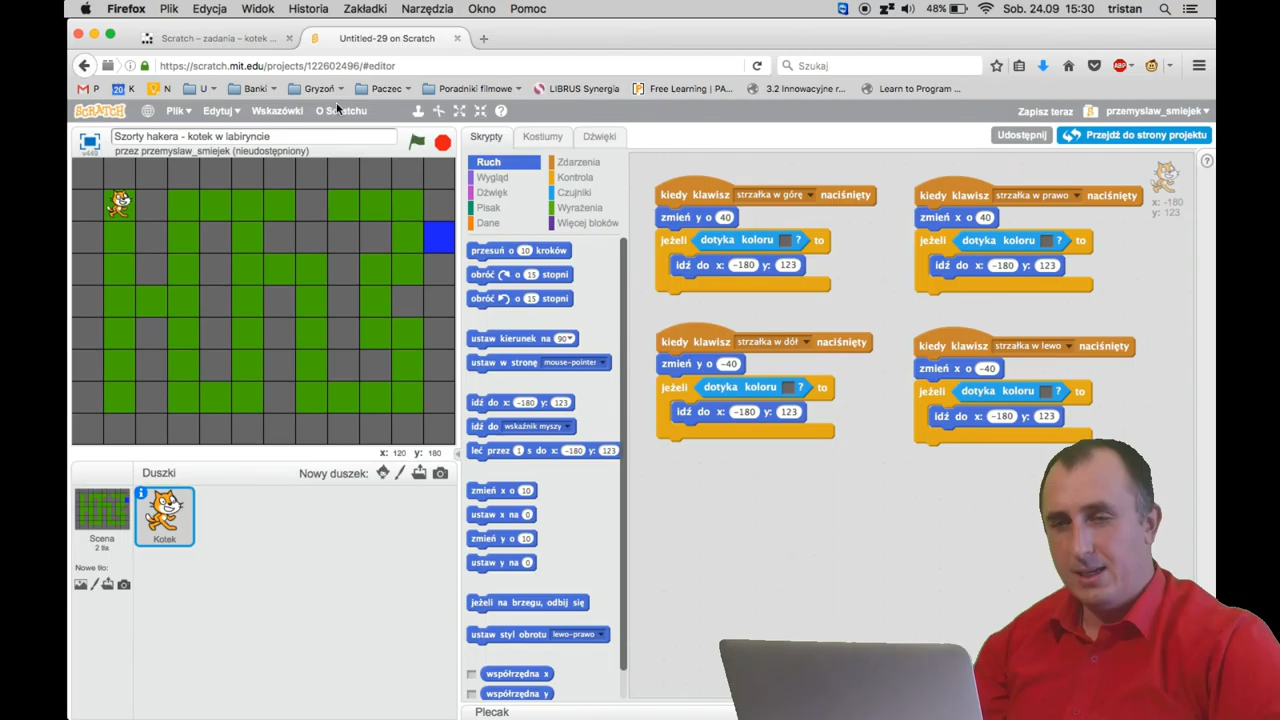 Firefox Plik Edycja Widok Historia Zakładki Narzędzia Okno Pomoc 48% Sob. 24.09 15:30 tristan
Scratch – zadania – kotek ... Untitled-29 on Scratch
https://scratch.mit.edu/projects/122602496/#editor Szukaj
M P 20 K N U Banki Gryzoń Paczec Poradniki filmowe LIBRUS Synergia Free Learning | PA... 3.2 Innowacyjne r... Learn to Program ...
SCRATCH Plik Edytuj Wskazówki O Scratchu Zapisz teraz przemyslaw_smiejek
Szorty hakera - kotek w labiryncie
przez przemyslaw_smiejek (nieudostępniony)
v449
Skrypty Kostiumy Dźwięki
Udostępnij Przejdź do strony projektu
Ruch Zdarzenia
Wygląd Kontrola
Dźwięk Czujniki
Pisak Wyrażenia
Dane Więcej bloków
przesuń o 10 kroków
obróć o 15 stopni
obróć o 15 stopni
ustaw kierunek na 90
ustaw w stronę mouse-pointer
idź do x: -180 y: 123
idź do wskaźnik myszy
leć przez 1 s do x: -180 y: 123
zmień x o 10
ustaw x na 0
zmień y o 10
ustaw y na 0
jeżeli na brzegu, odbij się
ustaw styl obrotu lewo-prawo
współrzędna x
współrzędna y
kiedy klawisz strzałka w górę naciśnięty
zmień y o 40
jeżeli dotyka koloru ? to
idź do x: -180 y: 123
kiedy klawisz strzałka w prawo naciśnięty
zmień x o 40
jeżeli dotyka koloru ? to
idź do x: -180 y: 123
kiedy klawisz strzałka w dół naciśnięty
zmień y o -40
jeżeli dotyka koloru ? to
idź do x: -180 y: 123
kiedy klawisz strzałka w lewo naciśnięty
zmień x o -40
jeżeli dotyka koloru ? to
idź do x: -180 y: 123
x: -180
y: 123
x: 120 y: 180
Duszki Nowy duszek:
Scena
2 tła
Kotek
Nowe tło:
Plecak